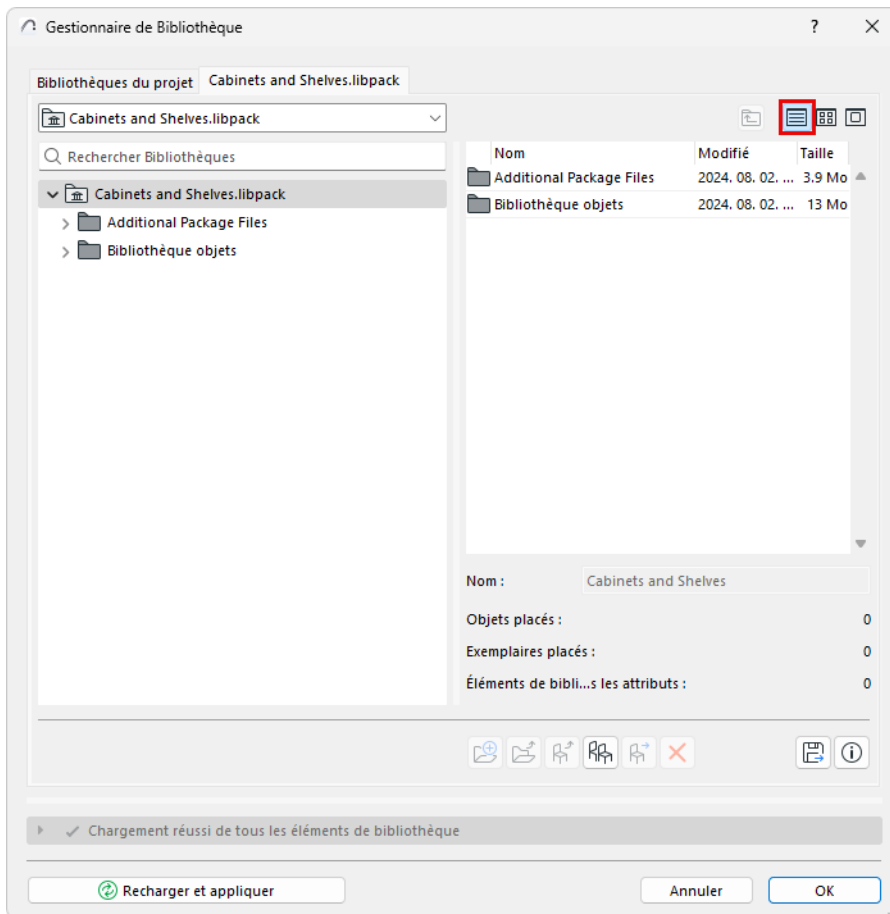 Gestionnaire de Bibliothèque ?
Bibliothèques du projet Cabinets and Shelves.libpack
Cabinets and Shelves.libpack
Rechercher Bibliothèques
Cabinets and Shelves.libpack
Additional Package Files
Bibliothèque objets
Nom Modifié Taille
Additional Package Files 2024. 08. 02. ... 3.9 Mo
Bibliothèque objets 2024. 08. 02. ... 13 Mo
Nom : Cabinets and Shelves
Objets placés : 0
Exemplaires placés : 0
Éléments de bibli...s les attributs : 0
Chargement réussi de tous les éléments de bibliothèque
Recharger et appliquer Annuler OK